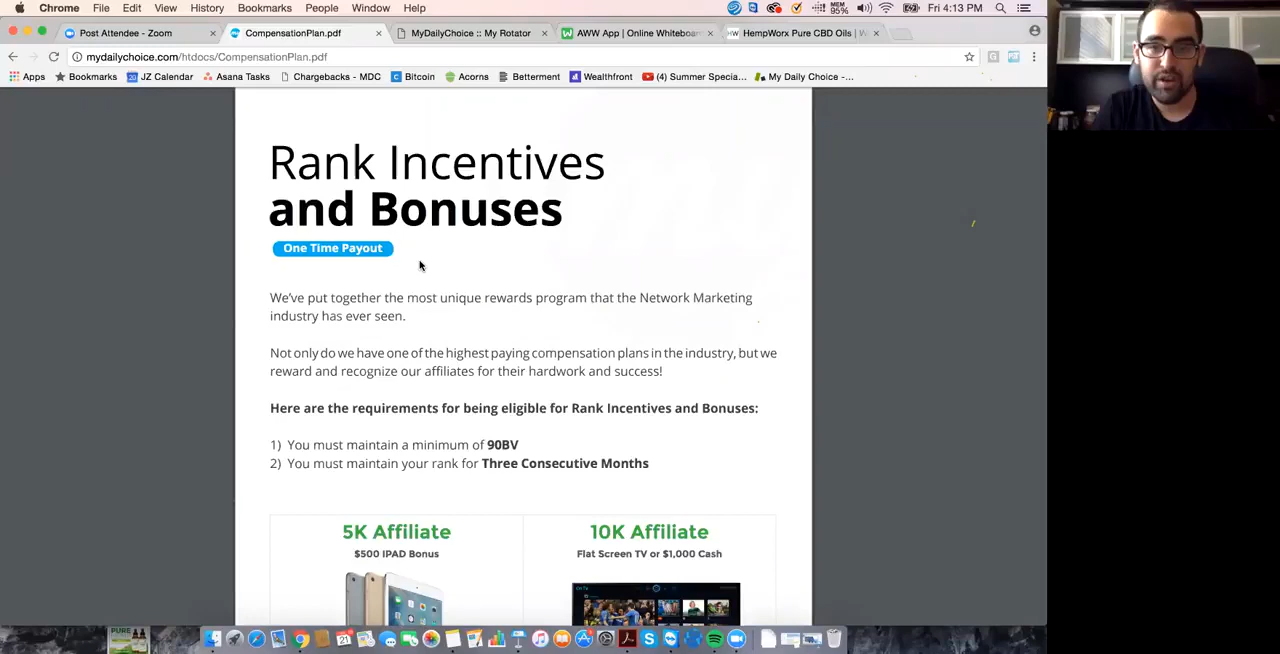 Chrome File Edit View History Bookmarks People Window Help MEM 95% Fri 4:13 PM
Post Attendee - Zoom CompensationPlan.pdf MyDailyChoice :: My Rotator AWW App | Online Whiteboar HempWorx Pure CBD Oils | W
mydailychoice.com/htdocs/CompensationPlan.pdf
Apps Bookmarks JZ Calendar Asana Tasks Chargebacks - MDC Bitcoin Acorns Betterment Wealthfront (4) Summer Specia... My Daily Choice -...
Rank Incentives
and Bonuses
One Time Payout
We've put together the most unique rewards program that the Network Marketing
industry has ever seen.
Not only do we have one of the highest paying compensation plans in the industry, but we
reward and recognize our affiliates for their hardwork and success!
Here are the requirements for being eligible for Rank Incentives and Bonuses:
1) You must maintain a minimum of 90BV
2) You must maintain your rank for Three Consecutive Months
5K Affiliate
$500 IPAD Bonus
10K Affiliate
Flat Screen TV or $1,000 Cash
PURE